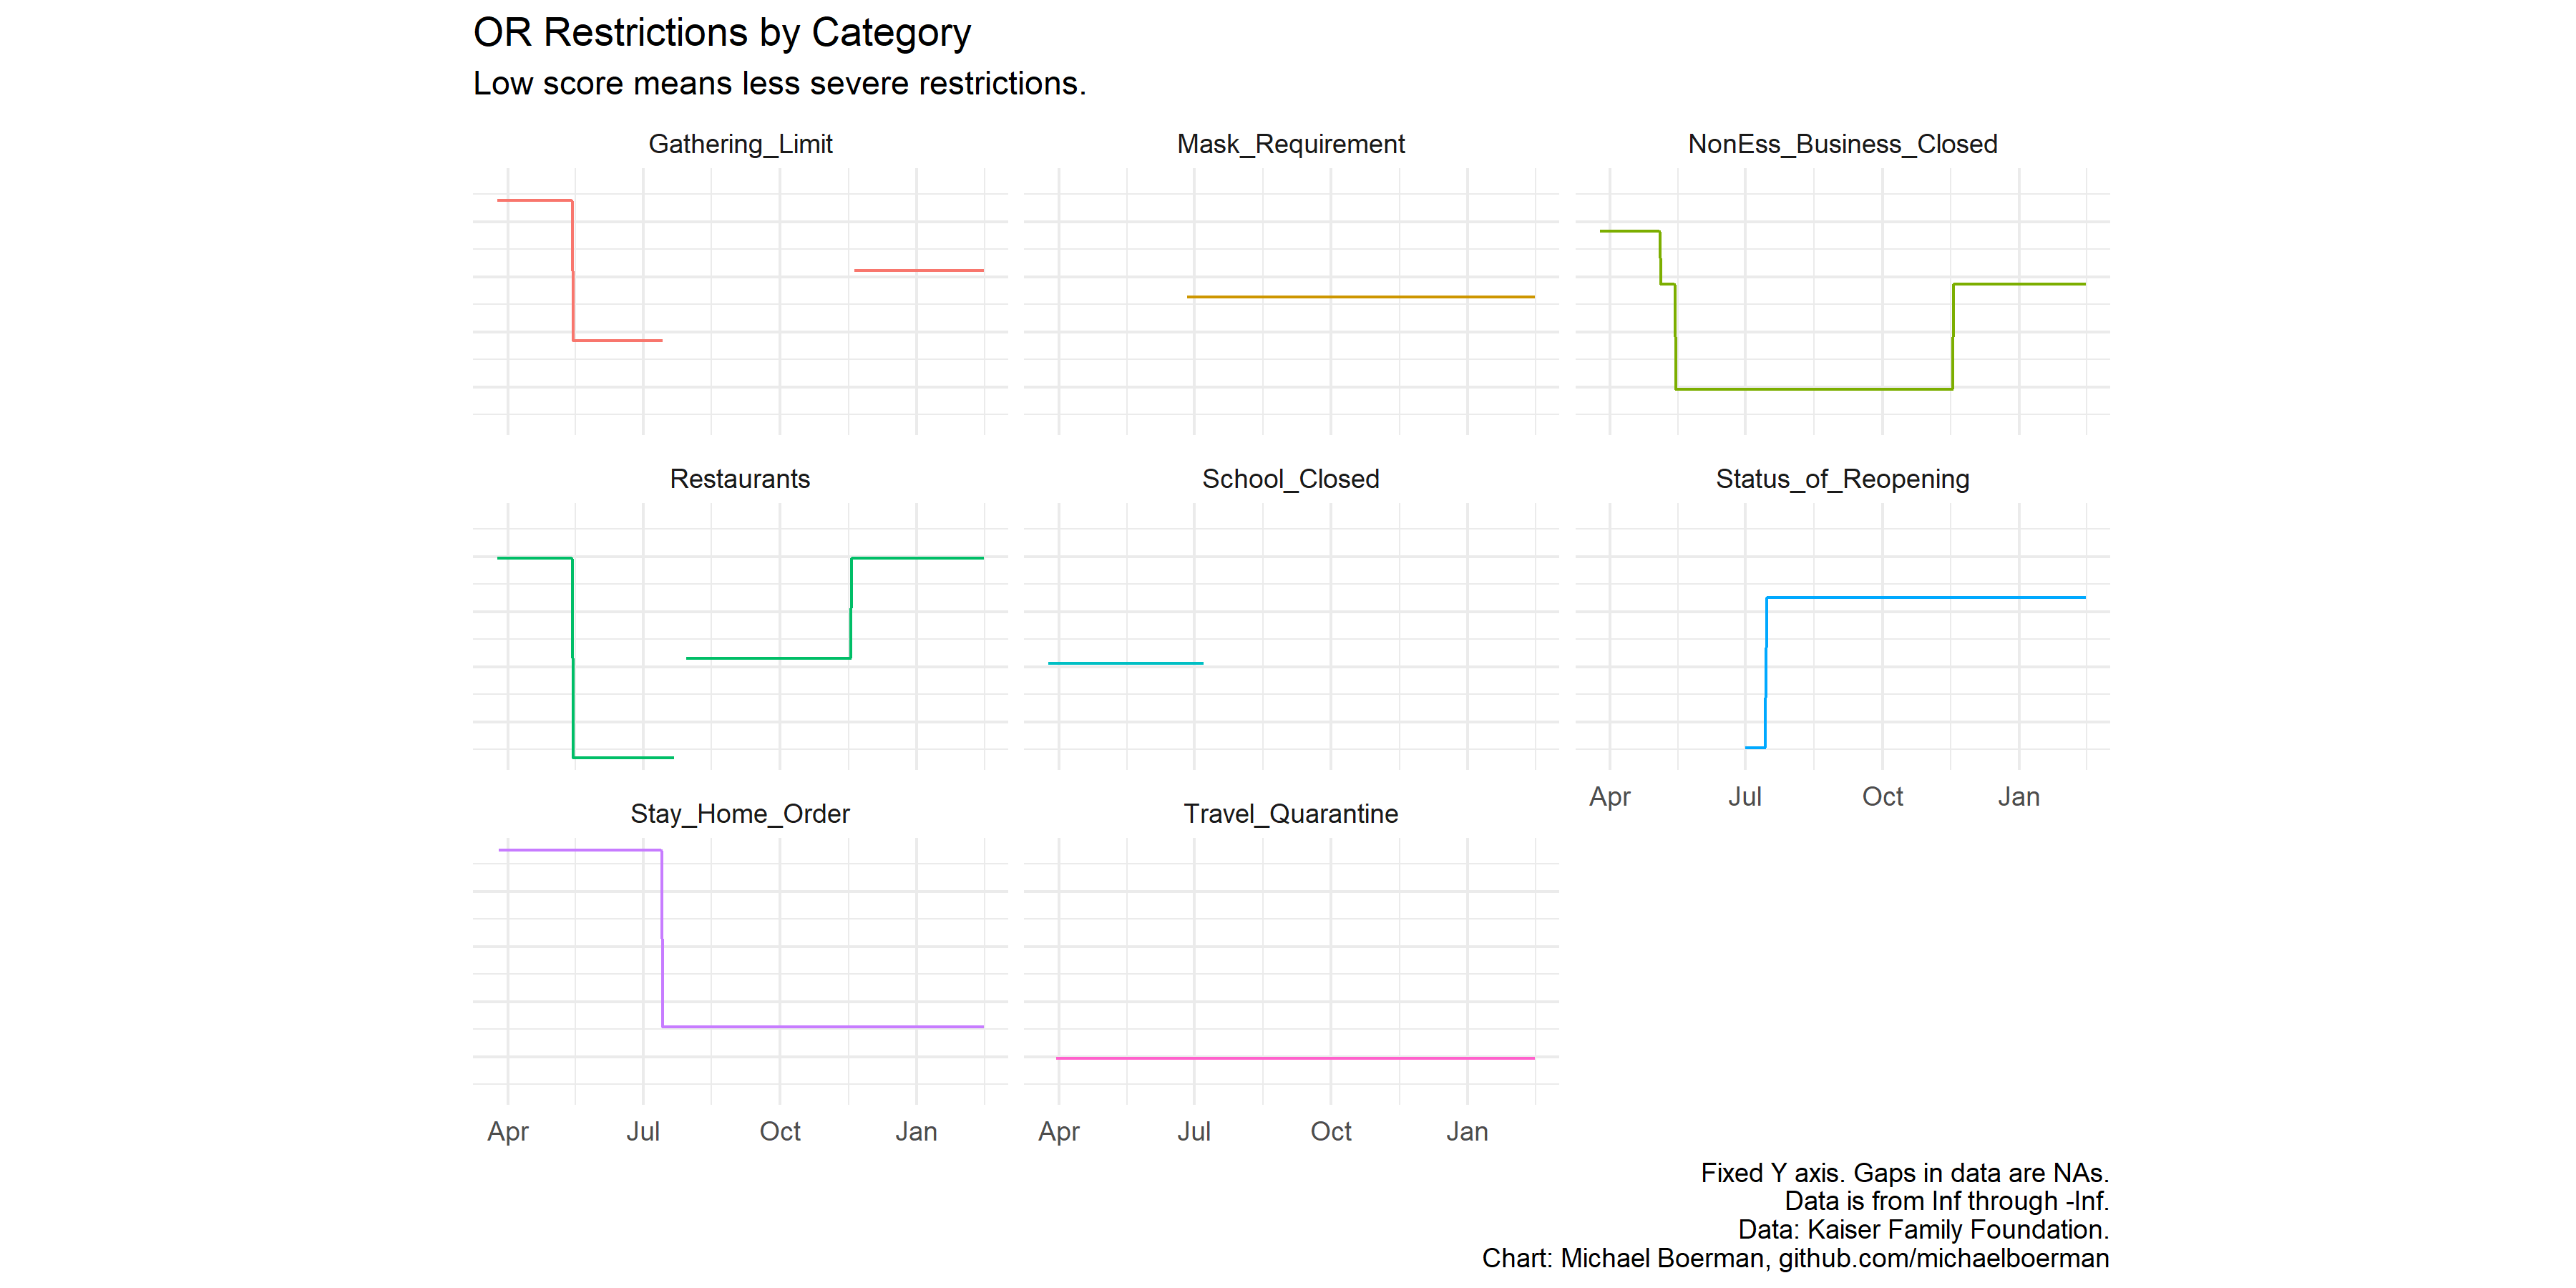 OR Restrictions by Category
Low score means less severe restrictions.
Gathering_Limit
Mask_Requirement
NonEss_Business_Closed
Restaurants
School_Closed
Status_of_Reopening
Apr Jul Oct Jan
Stay_Home_Order
Travel_Quarantine
Apr Jul Oct Jan
Apr Jul Oct Jan
Fixed Y axis. Gaps in data are NAs.
Data is from Inf through -Inf.
Data: Kaiser Family Foundation.
Chart: Michael Boerman, github.com/michaelboerman